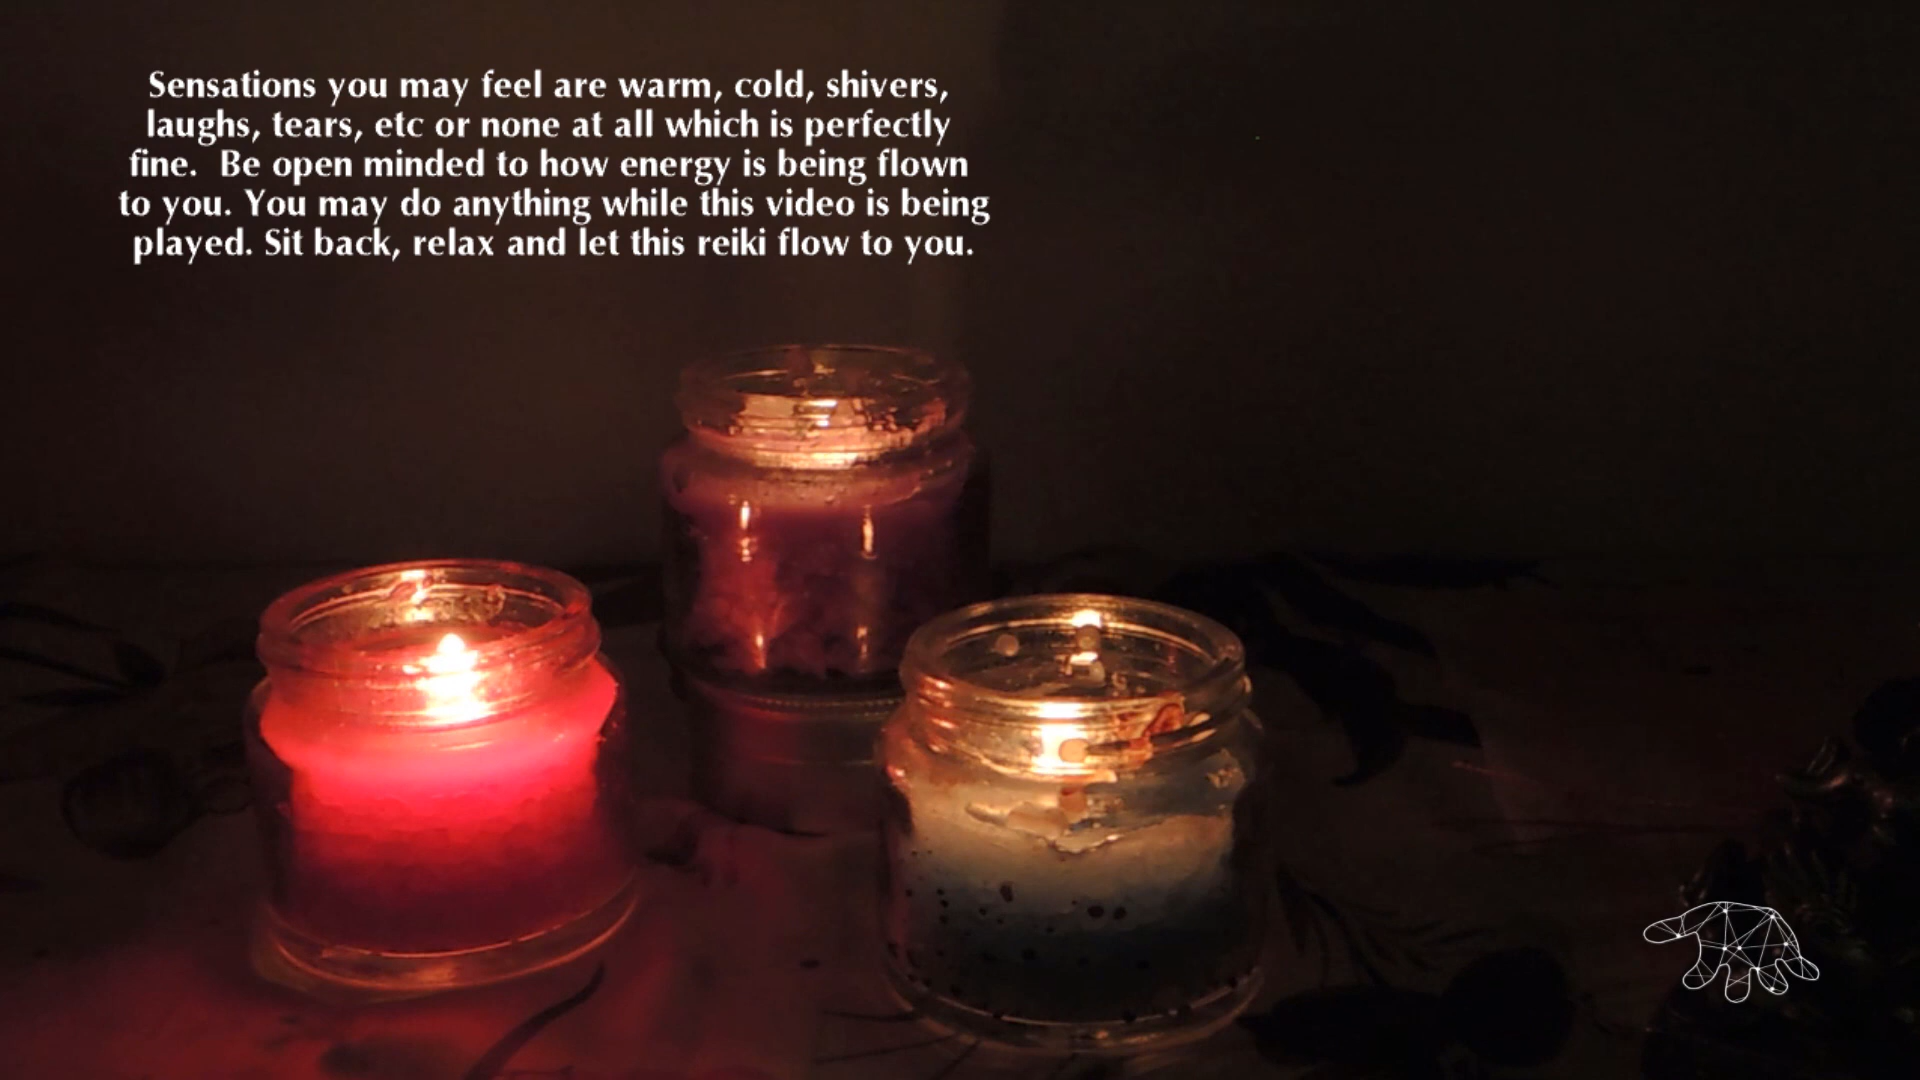 Sensations you may feel are warm, cold, shivers,
laughs, tears, etc or none at all which is perfectly
fine.  Be open minded to how energy is being flown
to you. You may do anything while this video is being
played. Sit back, relax and let this reiki flow to you.